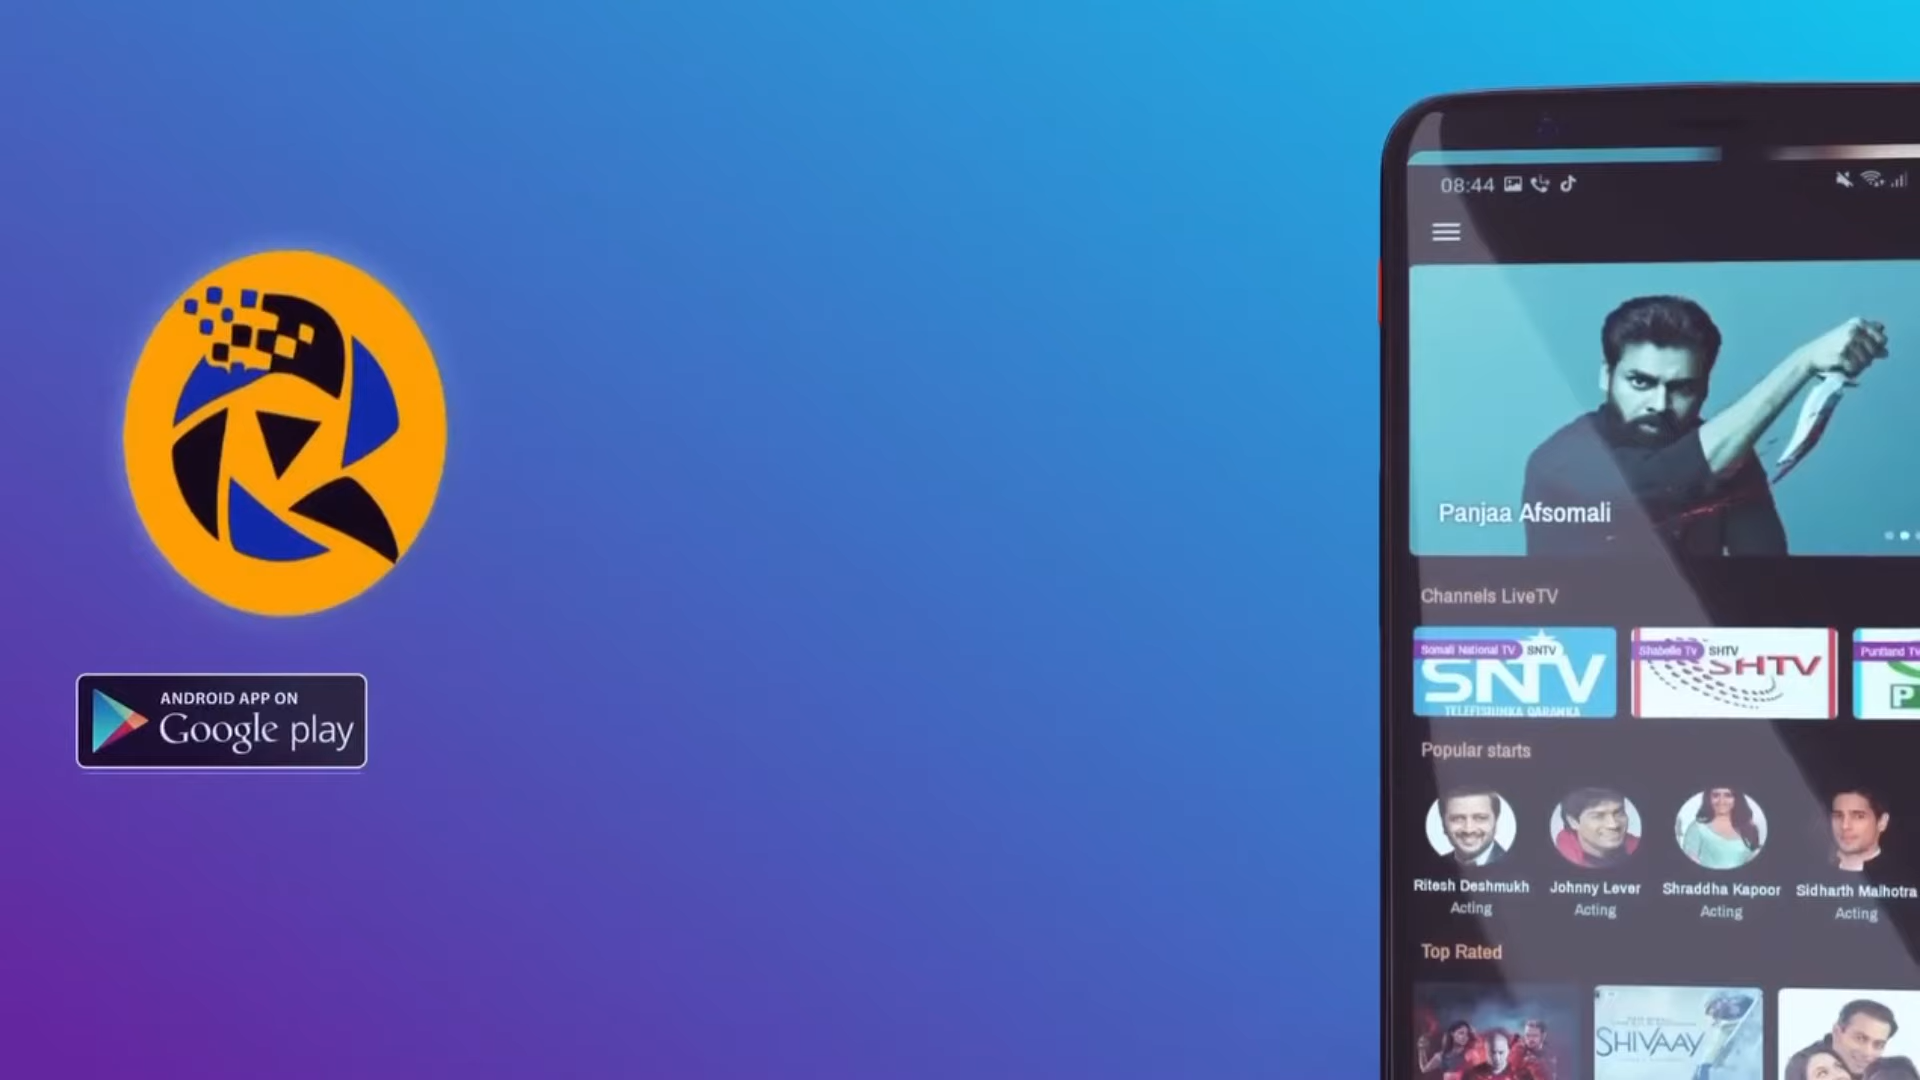 ANDROID APP ON
Google play
08:44
Panjaa Afsomali
Channels LiveTV
Somali National TV SNTV
SNTV
TELEFISHINKA QARANKA
Shabelle Tv SHTV
SHTV
Puntland Tv
P
Popular starts
Ritesh Deshmukh
Acting
Johnny Lever
Acting
Shraddha Kapoor
Acting
Sidharth Malhotra
Acting
Top Rated
SHIVAAY